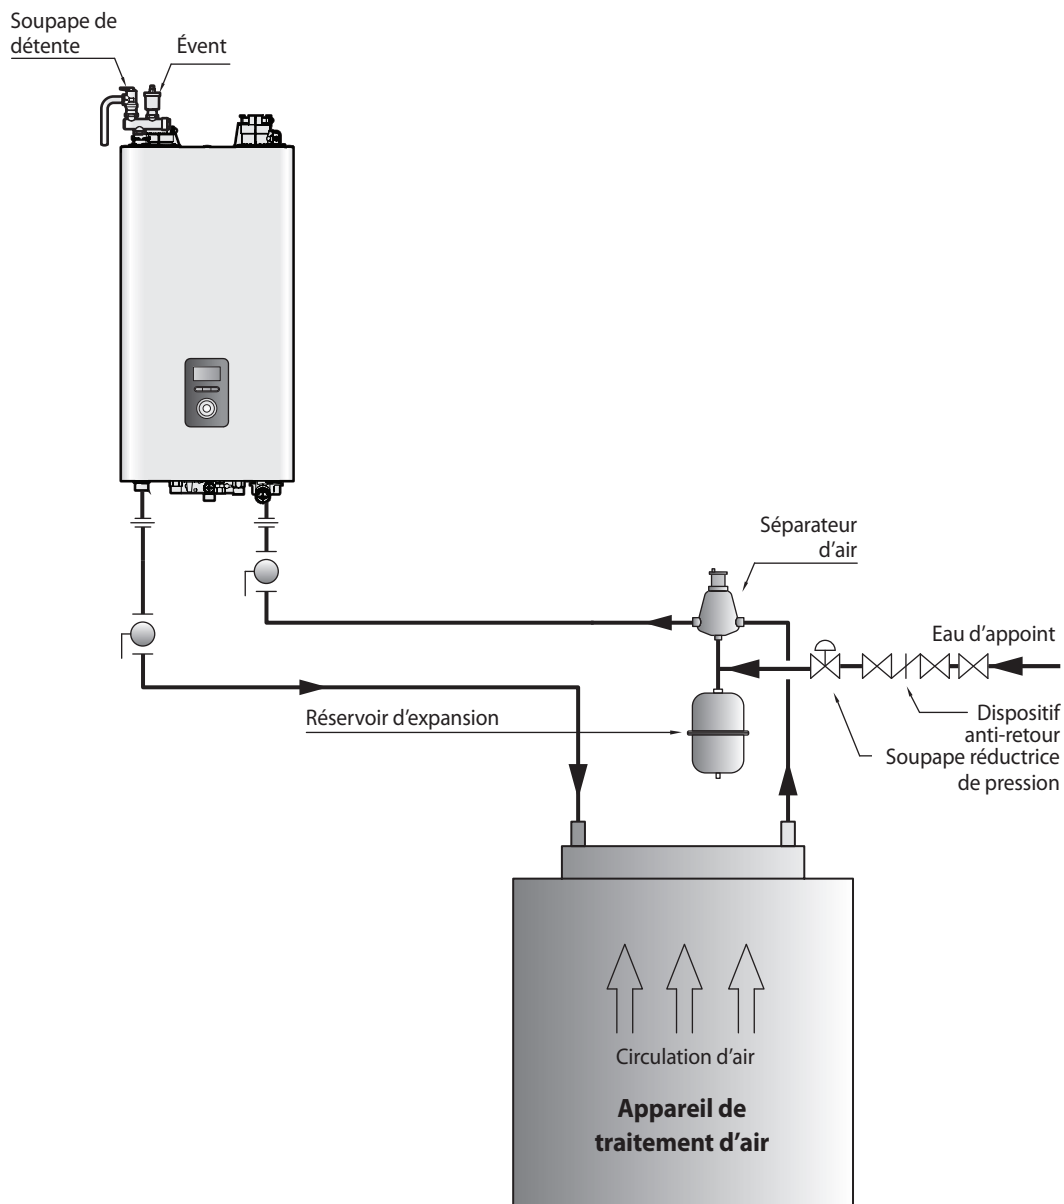 Soupape de
détente
Évent
Séparateur
d’air
Eau d’appoint
Réservoir d’expansion
Dispositif
anti-retour
Soupape réductrice
de pression
Circulation d’air
Appareil de
traitement d’air